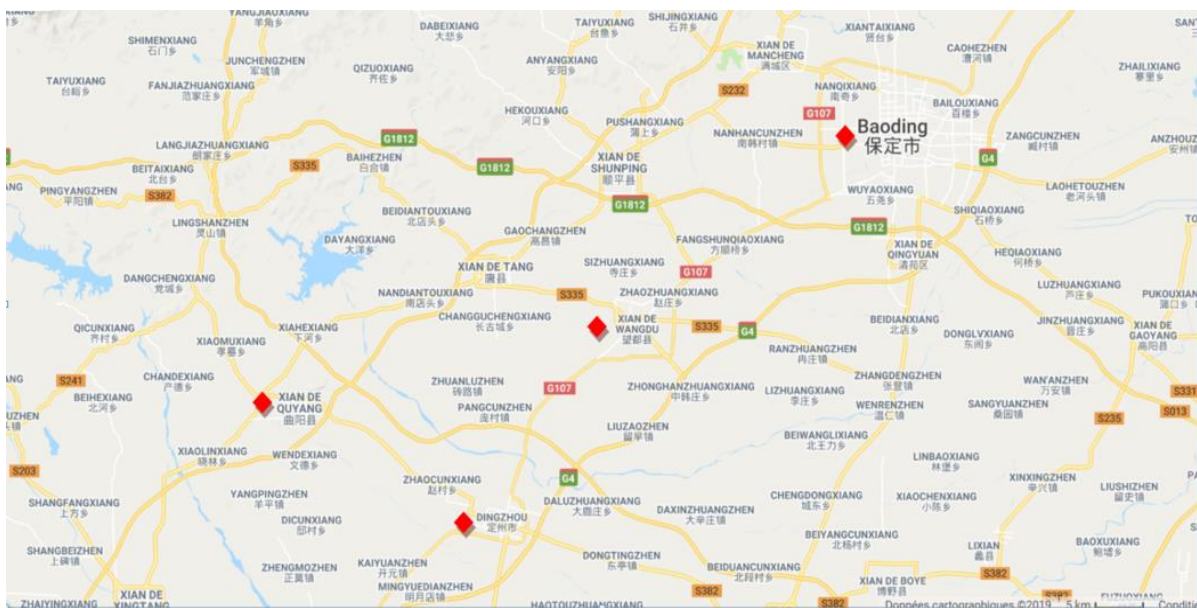 YANGJIAOXIANG
羊角乡
DABEIXIANG
大悲乡
TAIYUXIANG
台鱼乡
SHIJINGXIANG
石井乡
XIANTAIXIANG
贤台乡
SHIMENXIANG
石门乡
JUNCHENGZHEN
军城镇
QIZUOXIANG
齐佐乡
ANYANGXIANG
安阳乡
XIAN DE
MANCHENG
满城区
CAOHEZHEN
漕河镇
ZHAILIXIANG
寨里乡
TAIYUXIANG
台峪乡
FANJIAZHUANGXIANG
范家庄乡
S232
NANQIXIANG
南奇乡
BAILOUXIANG
百楼乡
HEKOUXIANG
河口乡
PUSHANGXIANG
蒲上乡
G107
Baoding
保定市
NANHANCUNZHEN
南韩村镇
ZANGCUNZHEN
臧村镇
ANZHOUZ
安州镇
LANGJIAZHUANGXIANG
G1812
BEITAIXIANG
北台乡
S335
BAIHEZHEN
白合镇
G1812
XIAN DE
SHUNPING
顺平县
G4
PINGYANGZHEN
平阳镇
S382
WUYAOXIANG
五尧乡
LAOHETOUZHEN
老河头镇
LINGSHANZHEN
灵山镇
BEIDIANTOUXIANG
北店头乡
G1812
SHIQIAOXIANG
石桥乡
DAYANGXIANG
大洋乡
GAOCHANGZHEN
高昌镇
FANGSHUNQIAOXIANG
方顺桥乡
G1812
XIAN DE
QINGYUAN
清苑区
HEQIAOXIANG
何桥乡
DANGCHENGXIANG
党城乡
XIAN DE TANG
唐县
SIZHUANGXIANG
寺庄乡
G107
LUZHUANGXIANG
芦庄乡
NANDIANTOUXIANG
南店头乡
S335
ZHAOZHUANGXIANG
赵庄乡
PUKOUXIANG
蒲口乡
QICUNXIANG
齐村乡
XIAHEXIANG
下河乡
CHANGGUCHENGXIANG
长古城乡
XIAN DE
WANGDU
望都县
S335
G4
BEIDIANXIANG
北店乡
DONGLVXIANG
东闾乡
JINZHUANGXIANG
晋庄乡
XIAN DE
GAOYANG
高阳县
XIAOMUXIANG
孝墓乡
RANZHUANGZHEN
冉庄镇
CHANDEXIANG
产德乡
S241
ZHUANLUZHEN
砖路镇
G107
ZHONGHANZHUANGXIANG
中韩庄乡
ZHANGDENGZHEN
张登镇
WAN'ANZHEN
万安镇
S331
BEIHEXIANG
北河乡
XIAN DE
QUYANG
曲阳县
PANGCUNZHEN
庞村镇
LIZHUANGXIANG
李庄乡
WENRENZHEN
温仁镇
SANGYUANZHEN
桑园镇
S235
S013
LIUZAOZHEN
留早镇
BEIWANGLIXIANG
北王力乡
XIAOLINXIANG
晓林乡
WENDEXIANG
文德乡
S203
LINBAOXIANG
林堡乡
ZHAOCUNXIANG
赵村乡
G4
XINXINGZHEN
辛兴镇
LIUSHIZHEN
留史镇
SHANGFANGXIANG
上方乡
YANGPINGZHEN
羊平镇
DALUZHUANGXIANG
大鹿庄乡
DAXINZHUANGZHEN
大辛庄镇
CHENGDONGXIANG
城东乡
XIAOCHENXIANG
小陈乡
DICUNXIANG
邸村乡
DINGZHOU
定州市
BEIYANGCUNXIANG
北杨村乡
LIXIAN
蠡县
BAOXUXIANG
鲍墟乡
SHANGBEIZHEN
上碑镇
ZHENGMOZHEN
正莫镇
KAIYUANZHEN
开元镇
DONGTINGZHEN
东亭镇
BEIDUANCUNXIANG
北段村乡
S382
MINGYUEDIANZHEN
明月店镇
S382
XIAN DE BOYE
博野县
ZHAIYINGXIANG
XIAN DE
XINGTANG
HAOTOUZHUANGXIANG
Données cartographiques ©2019
5 km